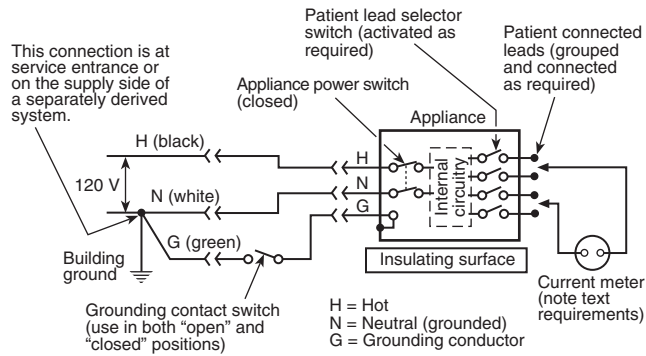 Patient lead selector
switch (activated as
required)
Patient connected
leads (grouped
and connected
as required)
This connection is at
service entrance or
on the supply side of
a separately derived
system.
Appliance power switch
(closed)
Appliance
H (black)
H
120 V
N (white)
N
G
G (green)
Internal
circuitry
Building
ground
Insulating surface
Grounding contact switch
(use in both “open” and
“closed” positions)
H = Hot
N = Neutral (grounded)
G = Grounding conductor
Current meter
(note text
requirements)